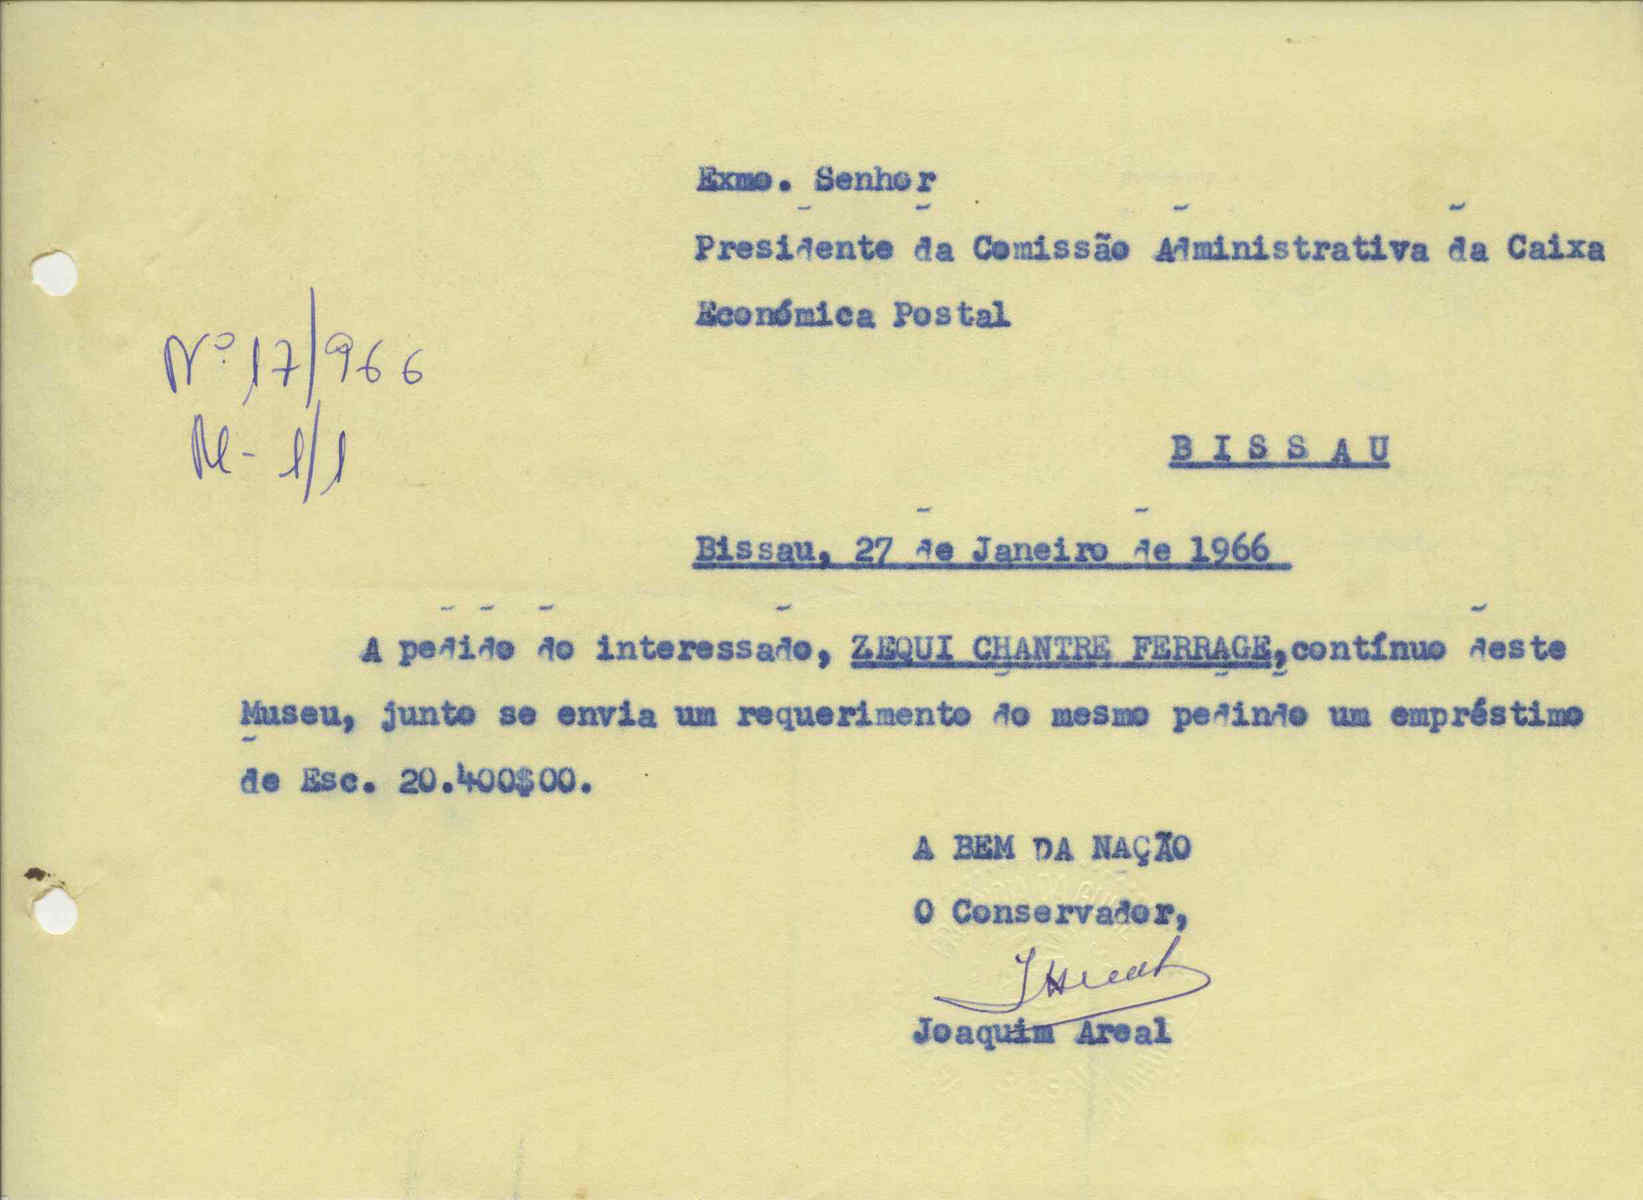 Exmo. Senhor
Presidente da Comissão Administrativa da Caixa
Económica Postal
Nº 17/966
1/1
B I S S A U
Bissau, 27 de Janeiro de 1966
A pedido do interessado, ZEQUI CHANTRE FERRAGE, contínuo deste
Museu, junto se envia um requerimento do mesmo pedindo um empréstimo
de Esc. 20.400$00.
A BEM DA NAÇÃO
O Conservador,
Joaquim Areal